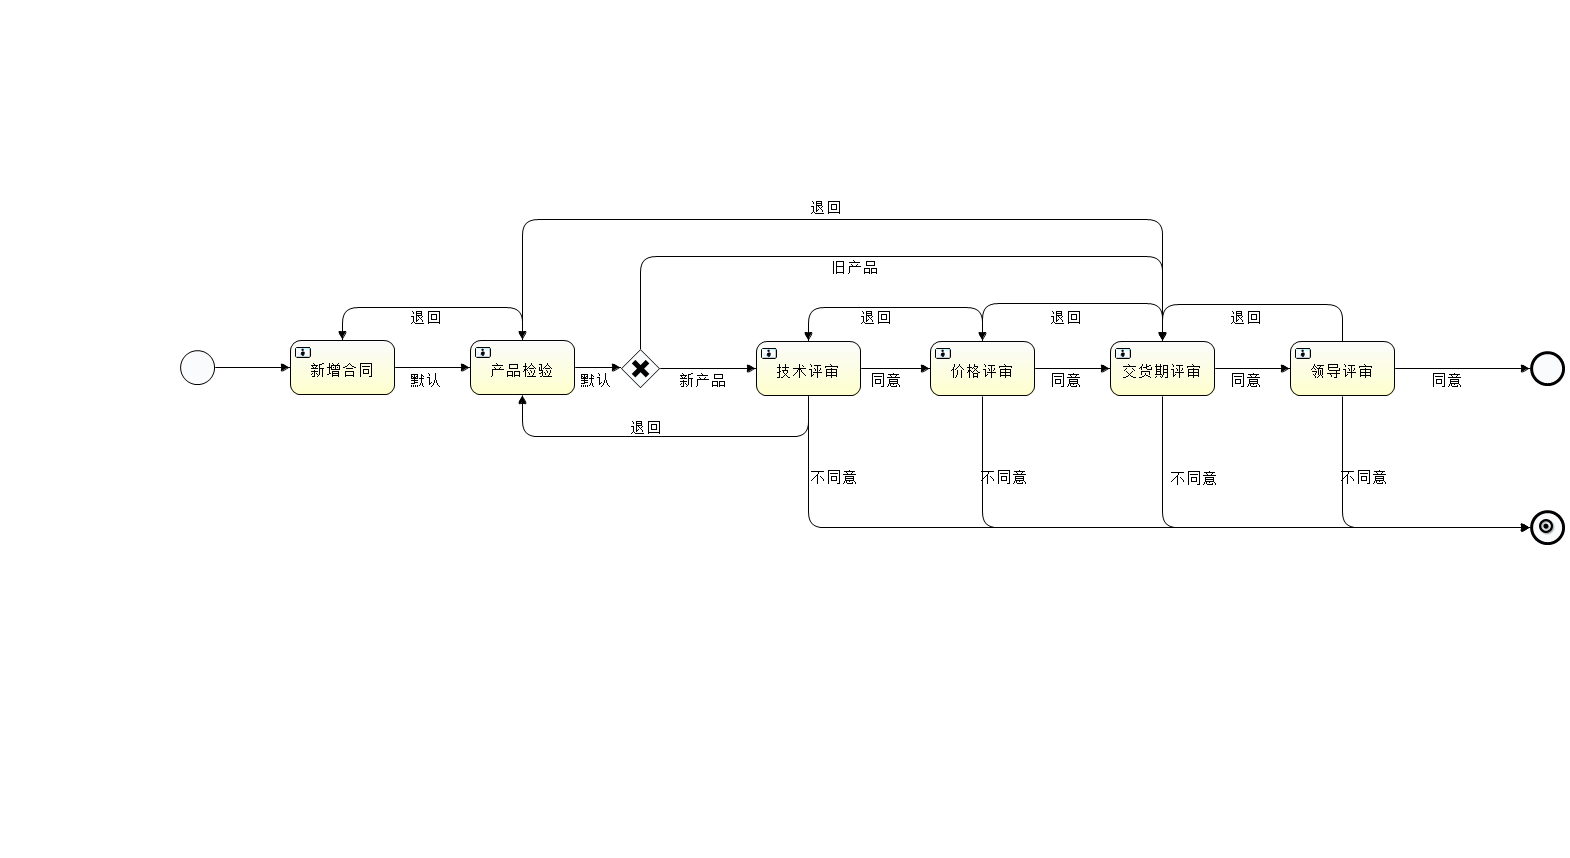 退回
旧产品
退回
退回
退回
退回
新增合同
默认
产品检验
默认
新产品
技术评审
同意
价格评审
同意
交货期评审
同意
领导评审
同意
退回
不同意
不同意
不同意
不同意